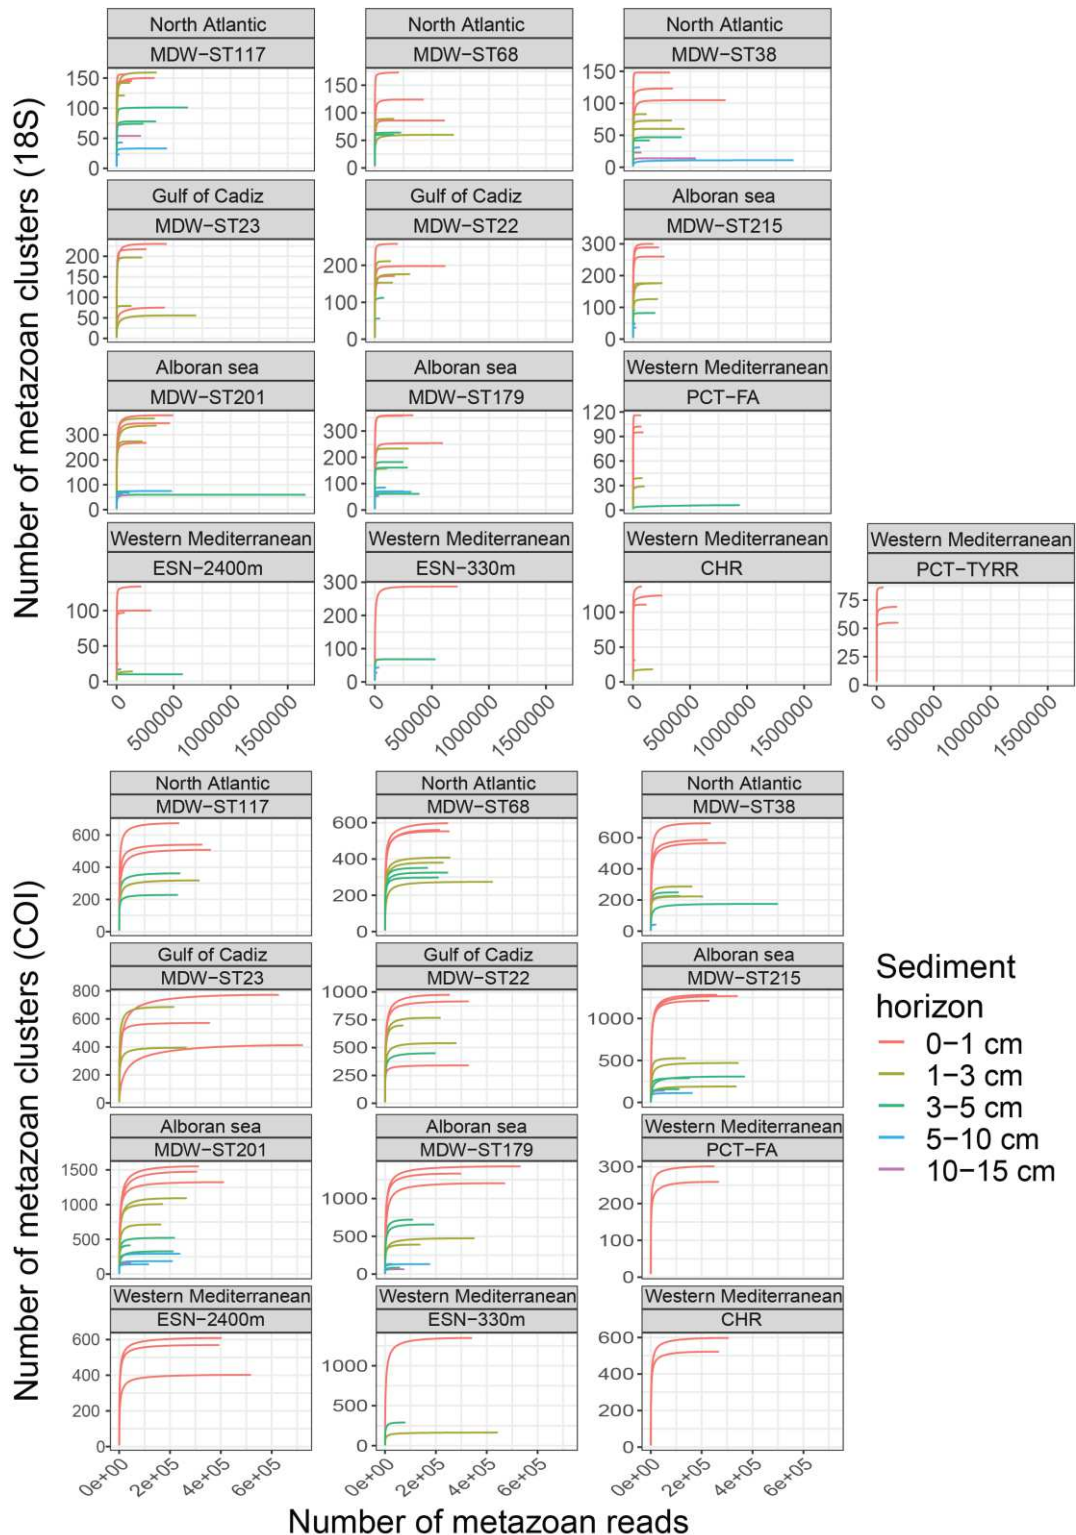 Number of metazoan clusters (18S)
North Atlantic
MDW−ST117
150
100
50
0
North Atlantic
MDW−ST68
150
100
50
0
North Atlantic
MDW−ST38
150
100
50
0
Gulf of Cadiz
MDW−ST23
200
150
100
50
0
Gulf of Cadiz
MDW−ST22
200
100
0
Alboran sea
MDW−ST215
300
200
100
0
Alboran sea
MDW−ST201
300
200
100
0
Alboran sea
MDW−ST179
300
200
100
0
Western Mediterranean
PCT−FA
120
90
60
30
0
Western Mediterranean
ESN−2400m
100
50
0
0
500000
1000000
1500000
Western Mediterranean
ESN−330m
300
200
100
0
0
500000
1000000
1500000
Western Mediterranean
CHR
100
50
0
0
500000
1000000
1500000
Western Mediterranean
PCT−TYRR
75
50
25
0
0
500000
1000000
1500000
Number of metazoan clusters (COI)
North Atlantic
MDW−ST117
600
400
200
0
North Atlantic
MDW−ST68
600
400
200
0
North Atlantic
MDW−ST38
600
400
200
0
Gulf of Cadiz
MDW−ST23
800
600
400
200
0
Gulf of Cadiz
MDW−ST22
1000
750
500
250
0
Alboran sea
MDW−ST215
1000
500
0
Alboran sea
MDW−ST201
1500
1000
500
0
Alboran sea
MDW−ST179
1000
500
0
Western Mediterranean
PCT−FA
300
200
100
0
Western Mediterranean
ESN−2400m
600
400
200
0
0e+00
2e+05
4e+05
6e+05
Western Mediterranean
ESN−330m
1000
500
0
0e+00
2e+05
4e+05
6e+05
Western Mediterranean
CHR
600
400
200
0
0e+00
2e+05
4e+05
6e+05
Number of metazoan reads
Sediment
horizon
0−1 cm
1−3 cm
3−5 cm
5−10 cm
10−15 cm